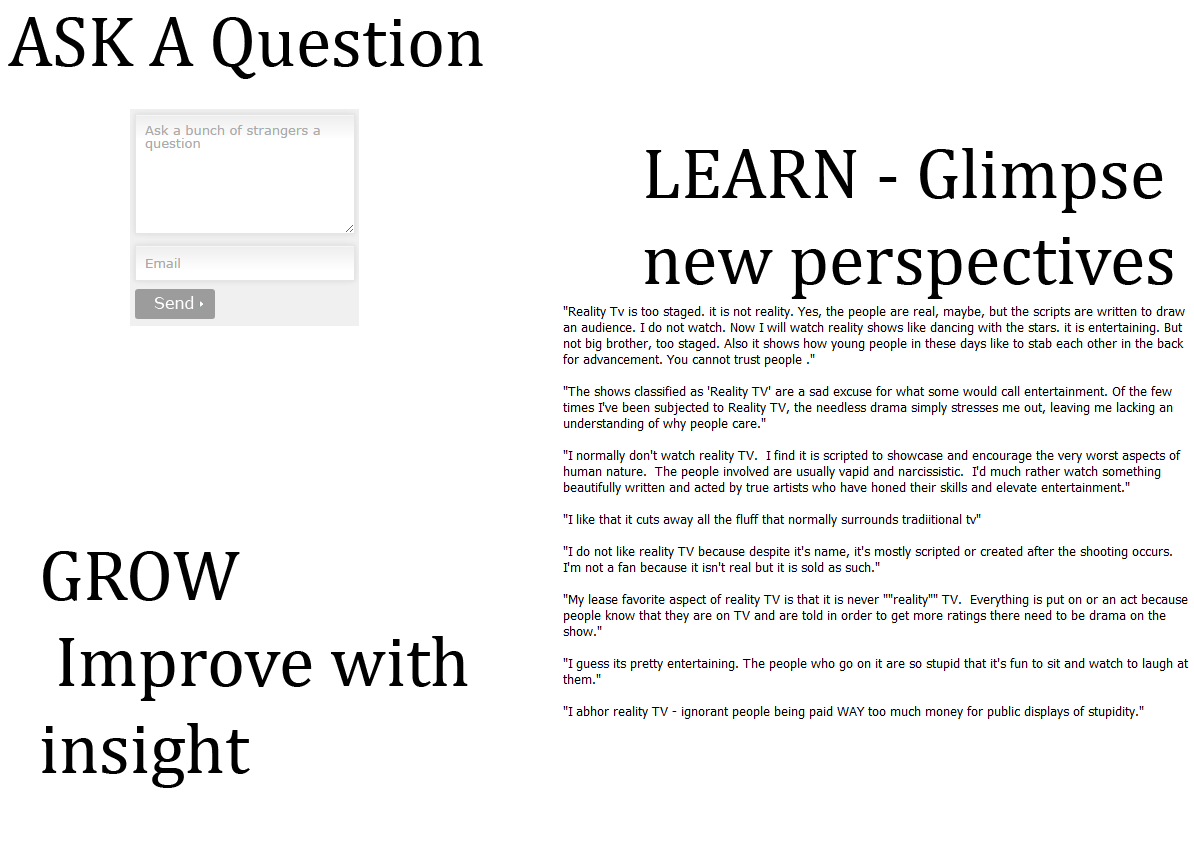 ASK A Question
Ask a bunch of strangers a
question
Email
Send
LEARN - Glimpse
new perspectives
"Reality Tv is too staged. it is not reality. Yes, the people are real, maybe, but the scripts are written to draw
an audience. I do not watch. Now I will watch reality shows like dancing with the stars. it is entertaining. But
not big brother, too staged. Also it shows how young people in these days like to stab each other in the back
for advancement. You cannot trust people ."
"The shows classified as 'Reality TV' are a sad excuse for what some would call entertainment. Of the few
times I've been subjected to Reality TV, the needless drama simply stresses me out, leaving me lacking an
understanding of why people care."
"I normally don't watch reality TV.  I find it is scripted to showcase and encourage the very worst aspects of
human nature.  The people involved are usually vapid and narcissistic.  I'd much rather watch something
beautifully written and acted by true artists who have honed their skills and elevate entertainment."
"I like that it cuts away all the fluff that normally surrounds tradiitional tv"
"I do not like reality TV because despite it's name, it's mostly scripted or created after the shooting occurs.
I'm not a fan because it isn't real but it is sold as such."
"My lease favorite aspect of reality TV is that it is never ""reality"" TV.  Everything is put on or an act because
people know that they are on TV and are told in order to get more ratings there need to be drama on the
show."
"I guess its pretty entertaining. The people who go on it are so stupid that it's fun to sit and watch to laugh at
them."
"I abhor reality TV - ignorant people being paid WAY too much money for public displays of stupidity."
GROW
Improve with
insight